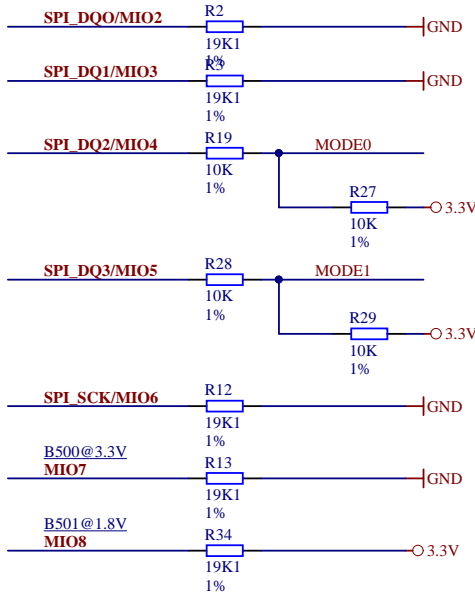 SPI_DQO/MIO2
R2
19K1
1%
GND
SPI_DQ1/MIO3
R3
19K1
1%
GND
SPI_DQ2/MIO4
R19
10K
1%
MODE0
R27
10K
1%
3.3V
SPI_DQ3/MIO5
R28
10K
1%
MODE1
R29
10K
1%
3.3V
SPI_SCK/MIO6
R12
19K1
1%
GND
B500@3.3V
MIO7
R13
19K1
1%
GND
B501@1.8V
MIO8
R34
19K1
1%
3.3V